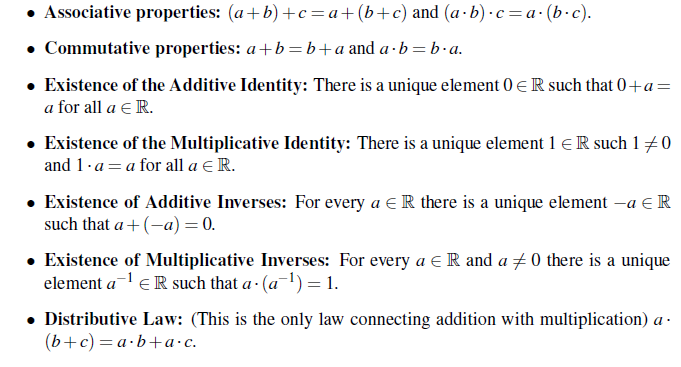 • Associative properties: (a+b)+c = a+(b+c) and (a·b)·c = a·(b·c).
• Commutative properties: a+b = b+a and a·b = b·a.
• Existence of the Additive Identity: There is a unique element 0 ∈ ℝ such that 0+a =
a for all a ∈ ℝ.
• Existence of the Multiplicative Identity: There is a unique element 1 ∈ ℝ such 1 ≠ 0
and 1·a = a for all a ∈ ℝ.
• Existence of Additive Inverses: For every a ∈ ℝ there is a unique element −a ∈ ℝ
such that a+(−a) = 0.
• Existence of Multiplicative Inverses: For every a ∈ ℝ and a ≠ 0 there is a unique
element a⁻¹ ∈ ℝ such that a·(a⁻¹) = 1.
• Distributive Law: (This is the only law connecting addition with multiplication) a·
(b+c) = a·b+a·c.